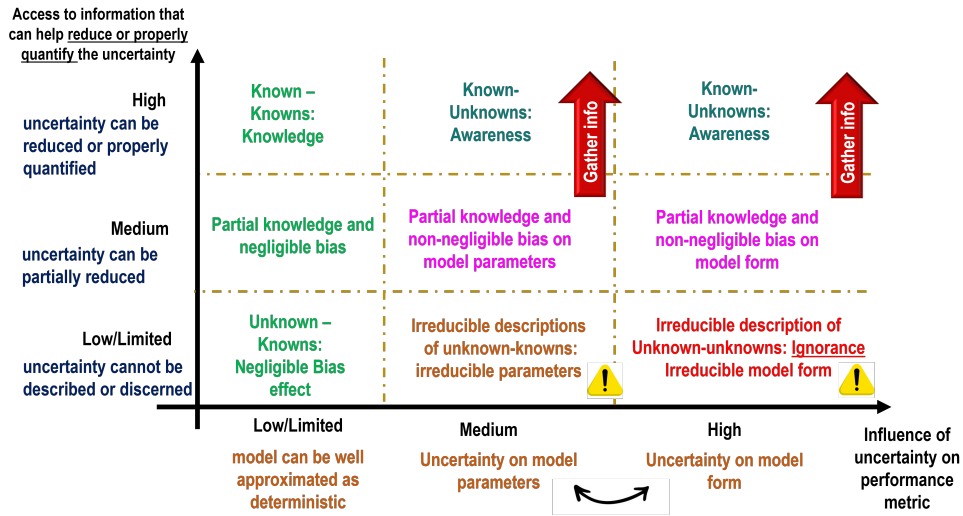 Access to information that
can help reduce or properly
quantify the uncertainty
High
uncertainty can be
reduced or properly
quantified
Known –
Knowns:
Knowledge
Known-
Unknowns:
Awareness
Gather info
Known-
Unknowns:
Awareness
Gather info
Medium
uncertainty can be
partially reduced
Partial knowledge and
negligible bias
Partial knowledge and
non-negligible bias on
model parameters
Partial knowledge and
non-negligible bias on
model form
Low/Limited
uncertainty cannot be
described or discerned
Unknown –
Knowns:
Negligible Bias
effect
Irreducible descriptions
of unknown-knowns:
irreducible parameters
Irreducible description of
Unknown-unknowns: Ignorance
Irreducible model form
Low/Limited
model can be well
approximated as
deterministic
Medium
Uncertainty on model
parameters
High
Uncertainty on model
form
Influence of
uncertainty on
performance
metric